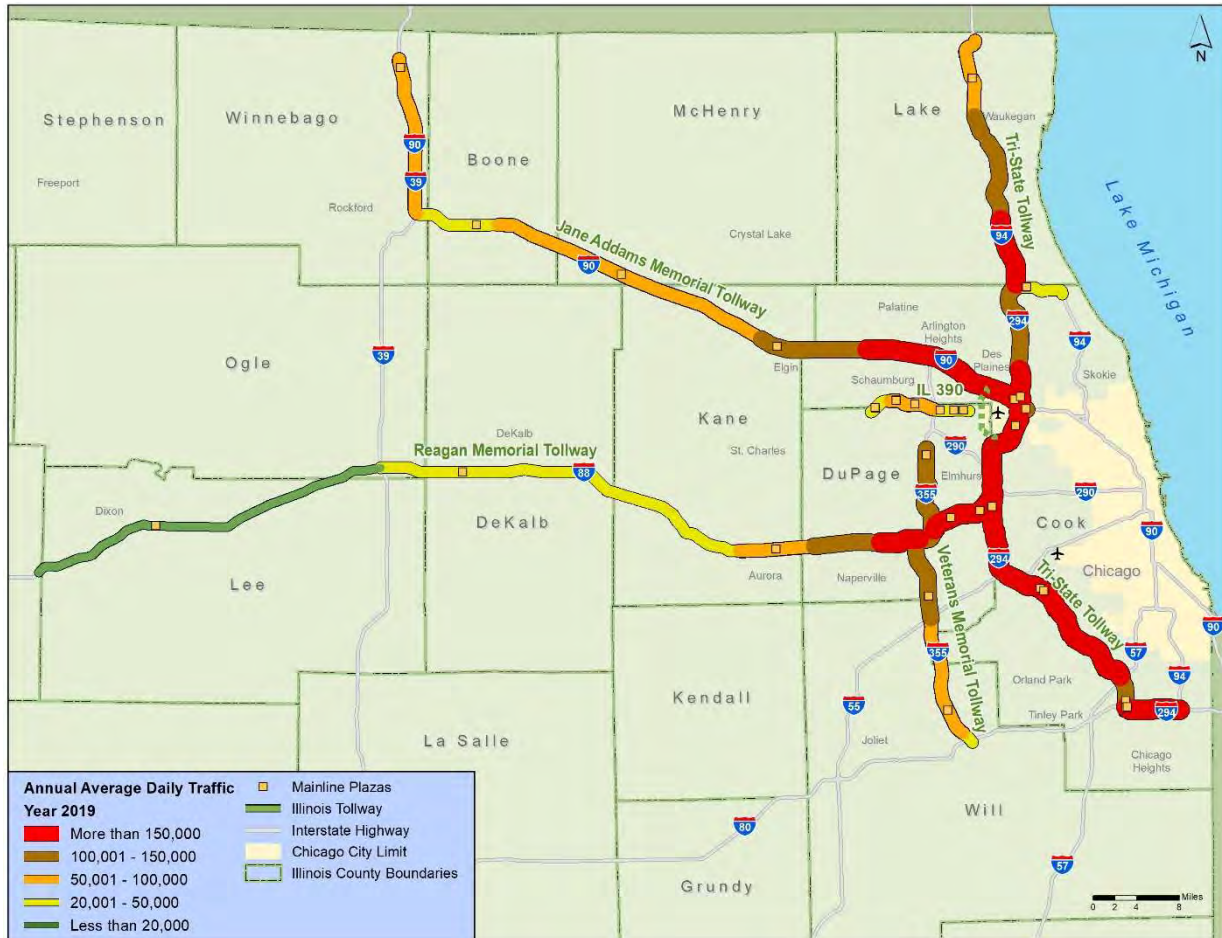 N
Stephenson
Freeport
Winnebago
Rockford
Boone
McHenry
Crystal Lake
Lake
Waukegan
Tri-State Tollway
94
Lake Michigan
90
39
Jane Addams Memorial Tollway
90
Palatine
Arlington Heights
Des Plaines
294
94
Skokie
90
Elgin
Schaumburg
IL 390
Ogle
39
DeKalb
Reagan Memorial Tollway
88
Kane
St. Charles
DuPage
290
Elmhurs
355
290
Cook
90
Dixon
Lee
DeKalb
Aurora
Naperville
294
Chicago
Tri-State Tollway
Veterans Memorial Tollway
90
57
94
355
Kendall
55
Orland Park
Tinley Park
294
La Salle
Joliet
Chicago Heights
Will
80
57
Grundy
Annual Average Daily Traffic
Year 2019
More than 150,000
100,001 - 150,000
50,001 - 100,000
20,001 - 50,000
Less than 20,000
Mainline Plazas
Illinois Tollway
Interstate Highway
Chicago City Limit
Illinois County Boundaries
Miles
0 2 4 8